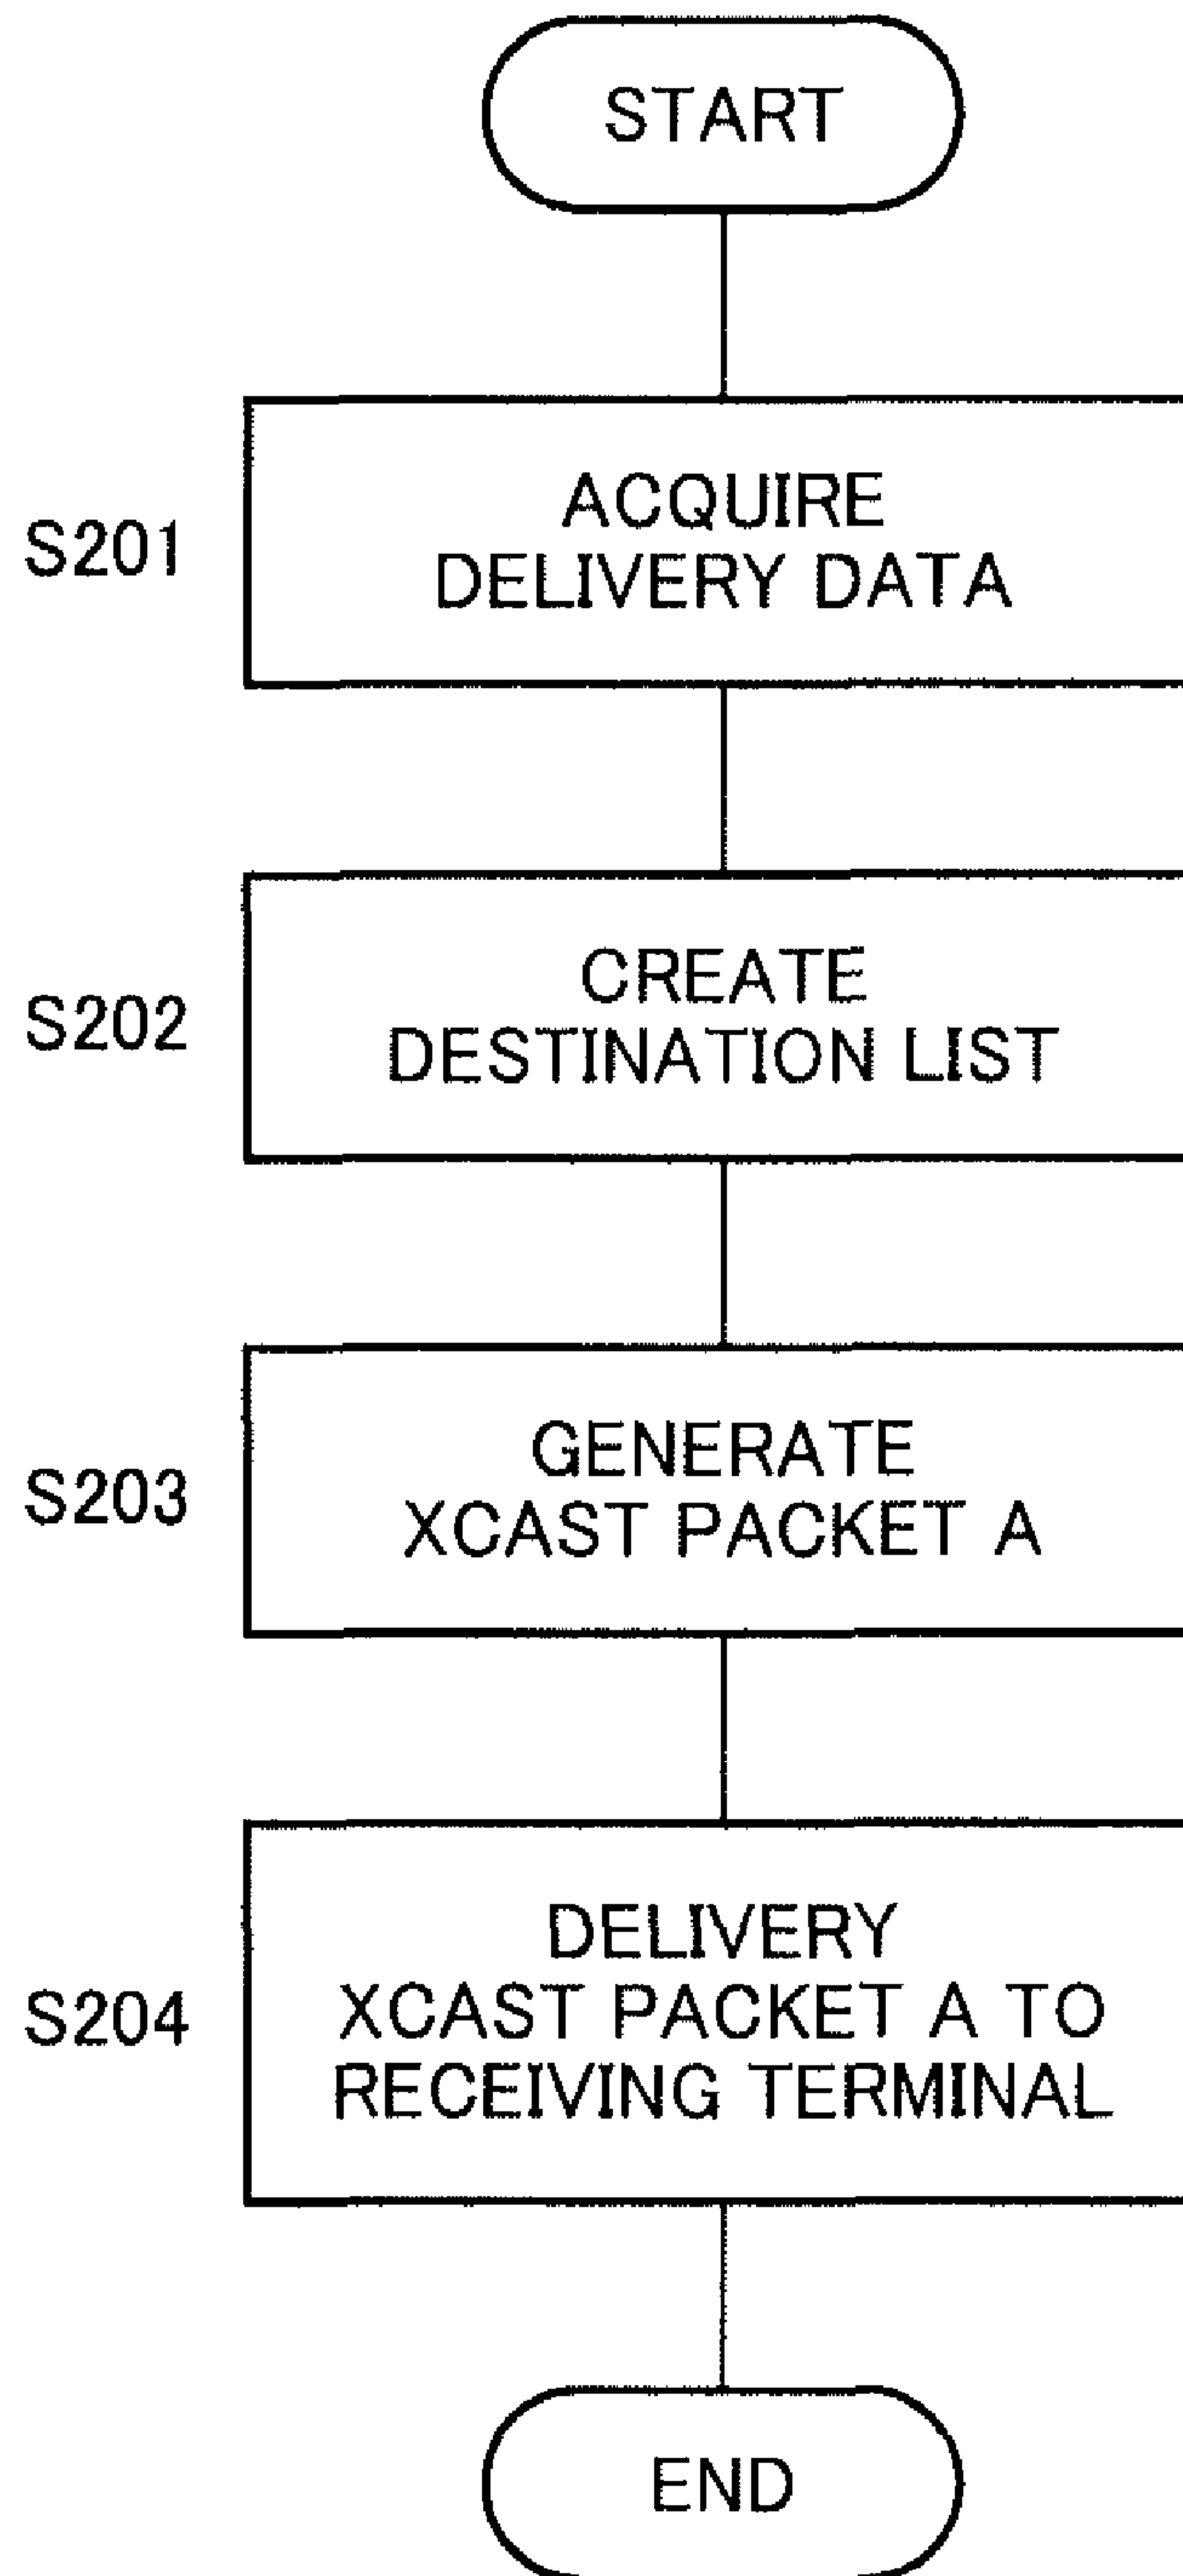 START
S201
ACQUIRE
DELIVERY DATA
S202
CREATE
DESTINATION LIST
S203
GENERATE
XCAST PACKET A
S204
DELIVERY
XCAST PACKET A TO
RECEIVING TERMINAL
END